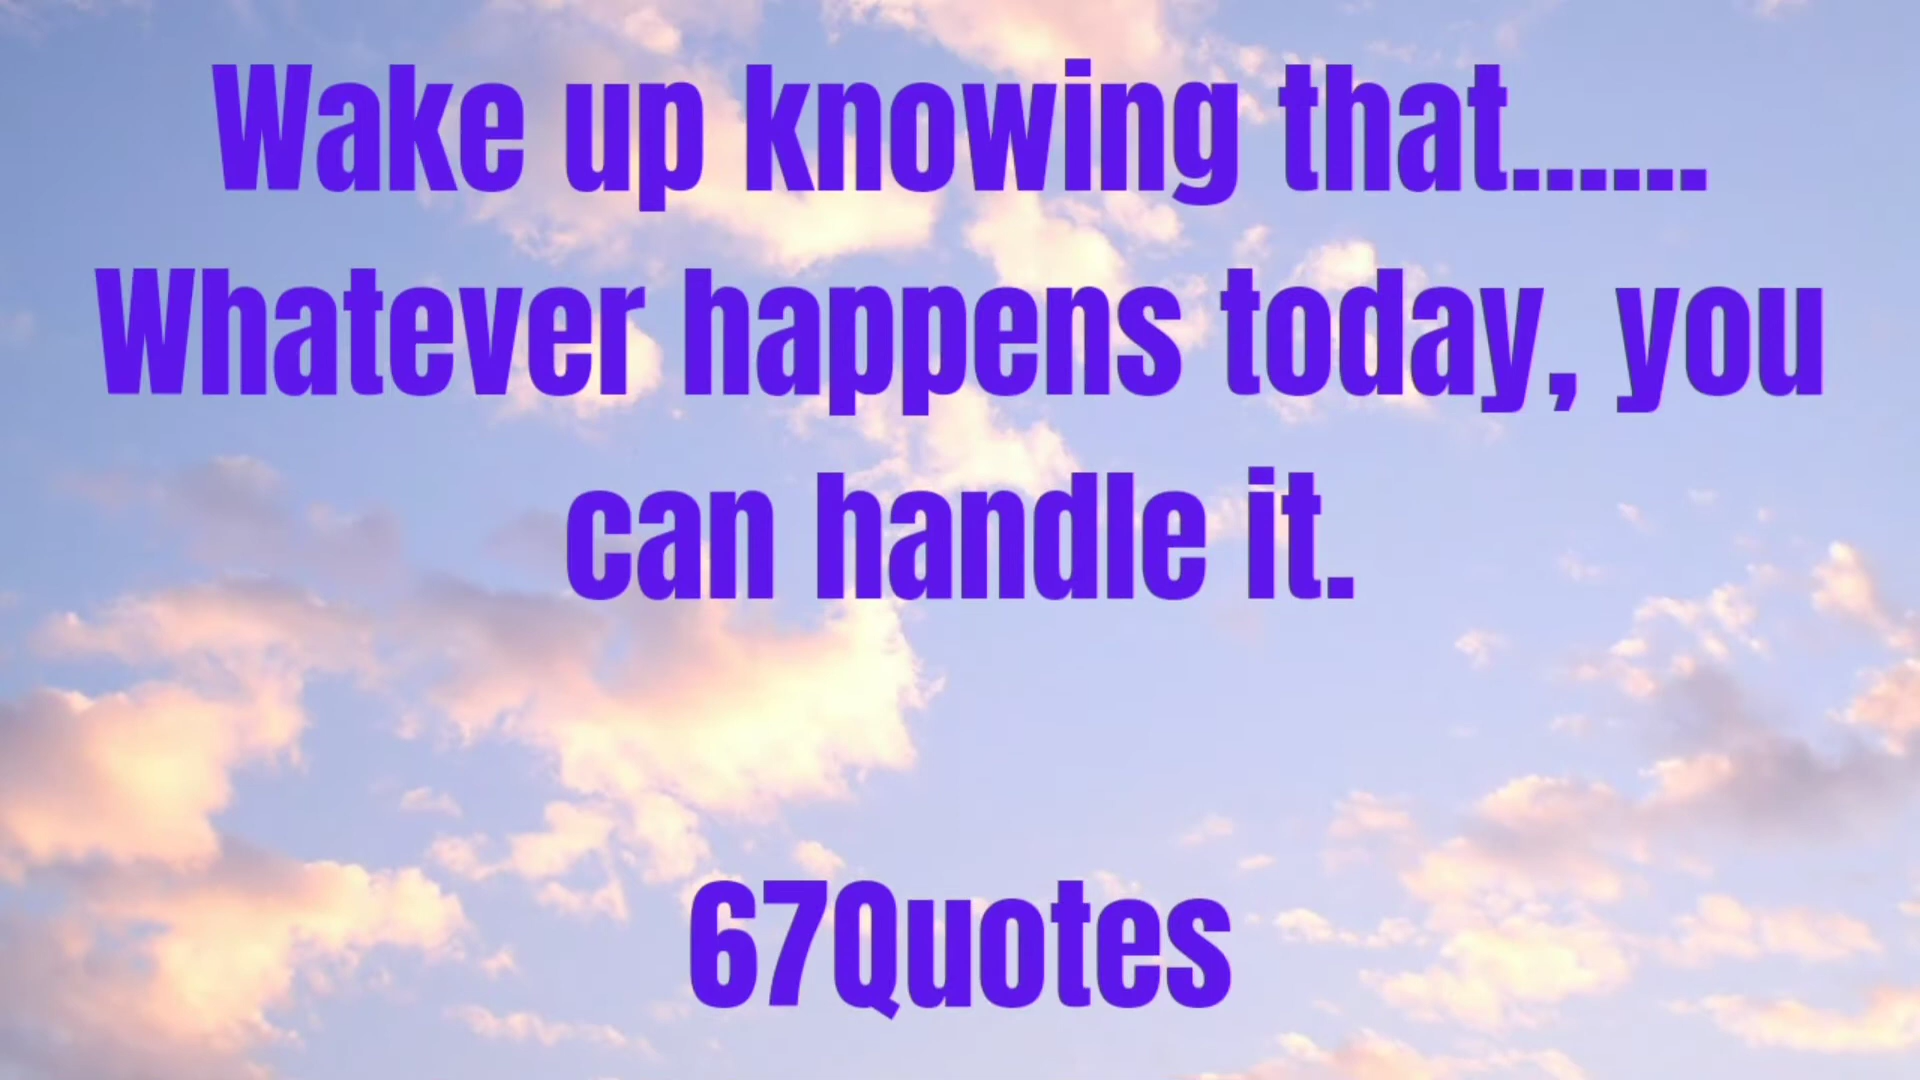 Wake up knowing that......
Whatever happens today, you
can handle it.
67Quotes